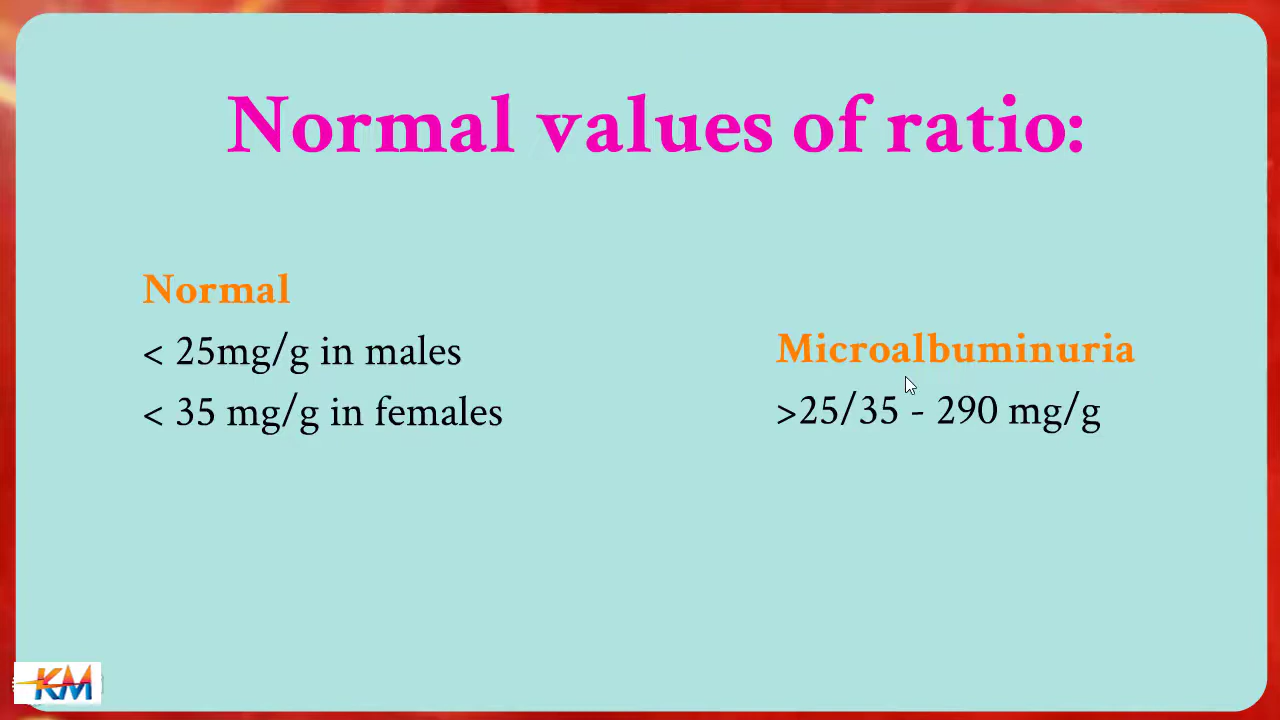 Normal values of ratio:
Normal
< 25mg/g in males
< 35 mg/g in females
Microalbuminuria
>25/35 - 290 mg/g
KM